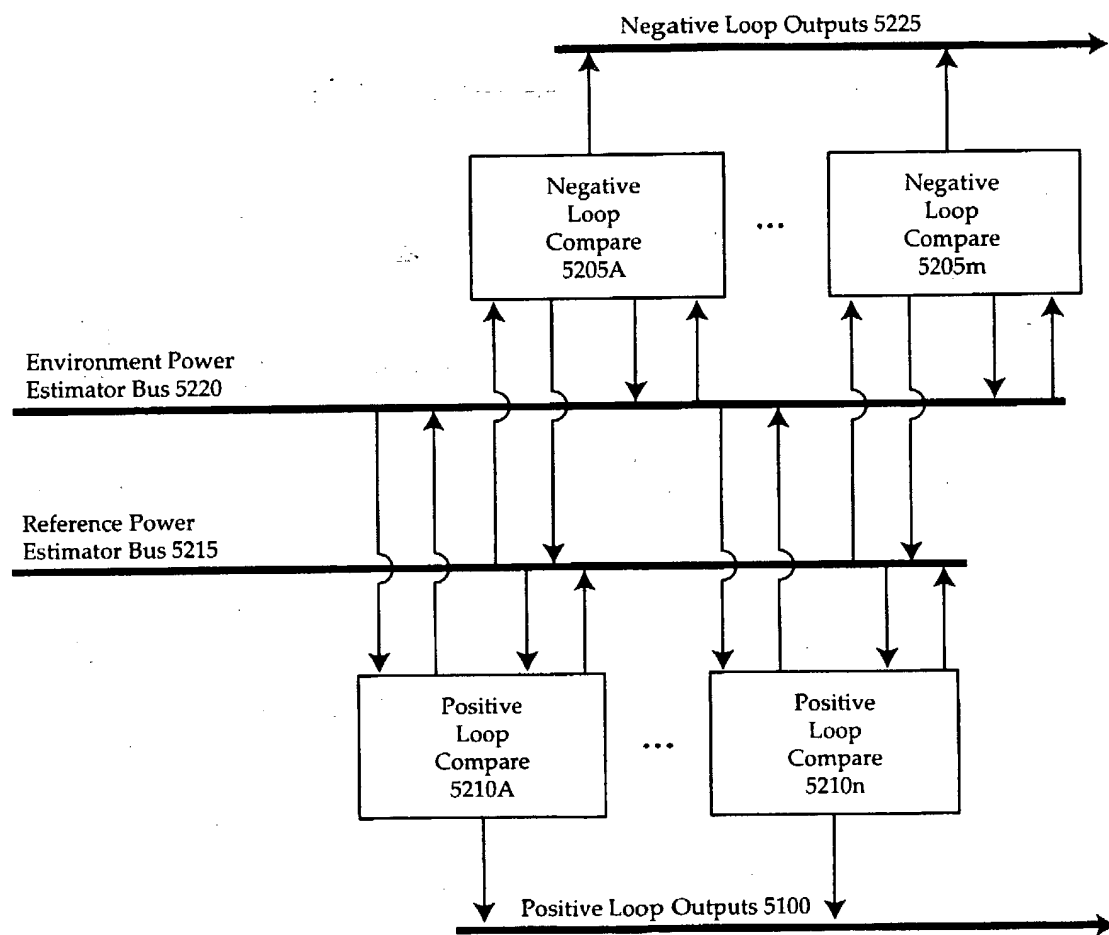 Negative Loop Outputs 5225
Negative
Loop
Compare
5205A
...
Negative
Loop
Compare
5205m
Environment Power
Estimator Bus 5220
Reference Power
Estimator Bus 5215
Positive
Loop
Compare
5210A
...
Positive
Loop
Compare
5210n
Positive Loop Outputs 5100